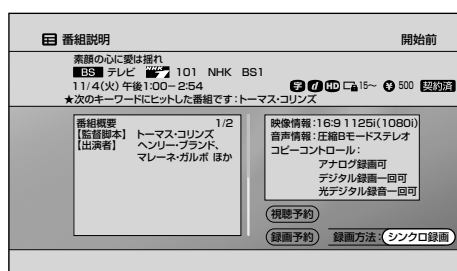 番組説明 開始前
素顔の心に愛は揺れ
BS テレビ NHK 101 NHK BS1
11/4(火) 午後1:00-2:54 字 d HD 15~ 500 契約済
★次のキーワードにヒットした番組です:トーマス・コリンズ
番組概要 1/2
【監督脚本】 トーマス・コリンズ
【出演者】 ヘンリー・ブランド、
マレーネ・ガルボ ほか
映像情報:16:9 1125i(1080i)
音声情報:圧縮Bモードステレオ
コピーコントロール:
アナログ録画可
デジタル録画一回可
光デジタル録音一回可
視聴予約
録画予約 録画方法:シンクロ録画